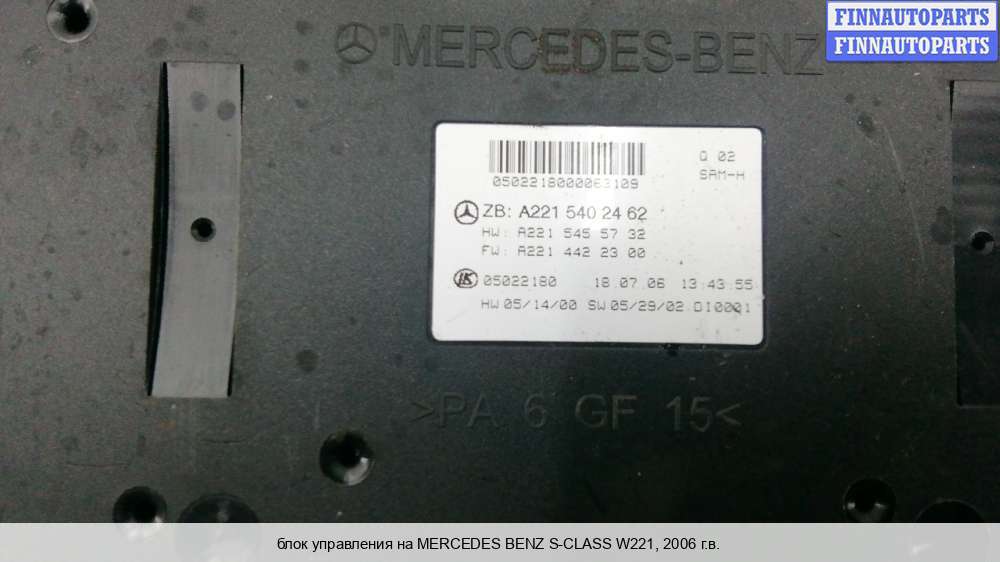 FINNAUTOPARTS
FINNAUTOPARTS
MERCEDES-BENZ
Q 02
SAM-H
0502218000063109
ZB: A221 540 24 62
HW: A221 545 57 32
FW: A221 442 23 00
05022180 18.07.06 13:43:55
HW 05/14/00 SW 05/29/02 D10001
>PA 6 GF 15<
блок управления на MERCEDES BENZ S-CLASS W221, 2006 г.в.